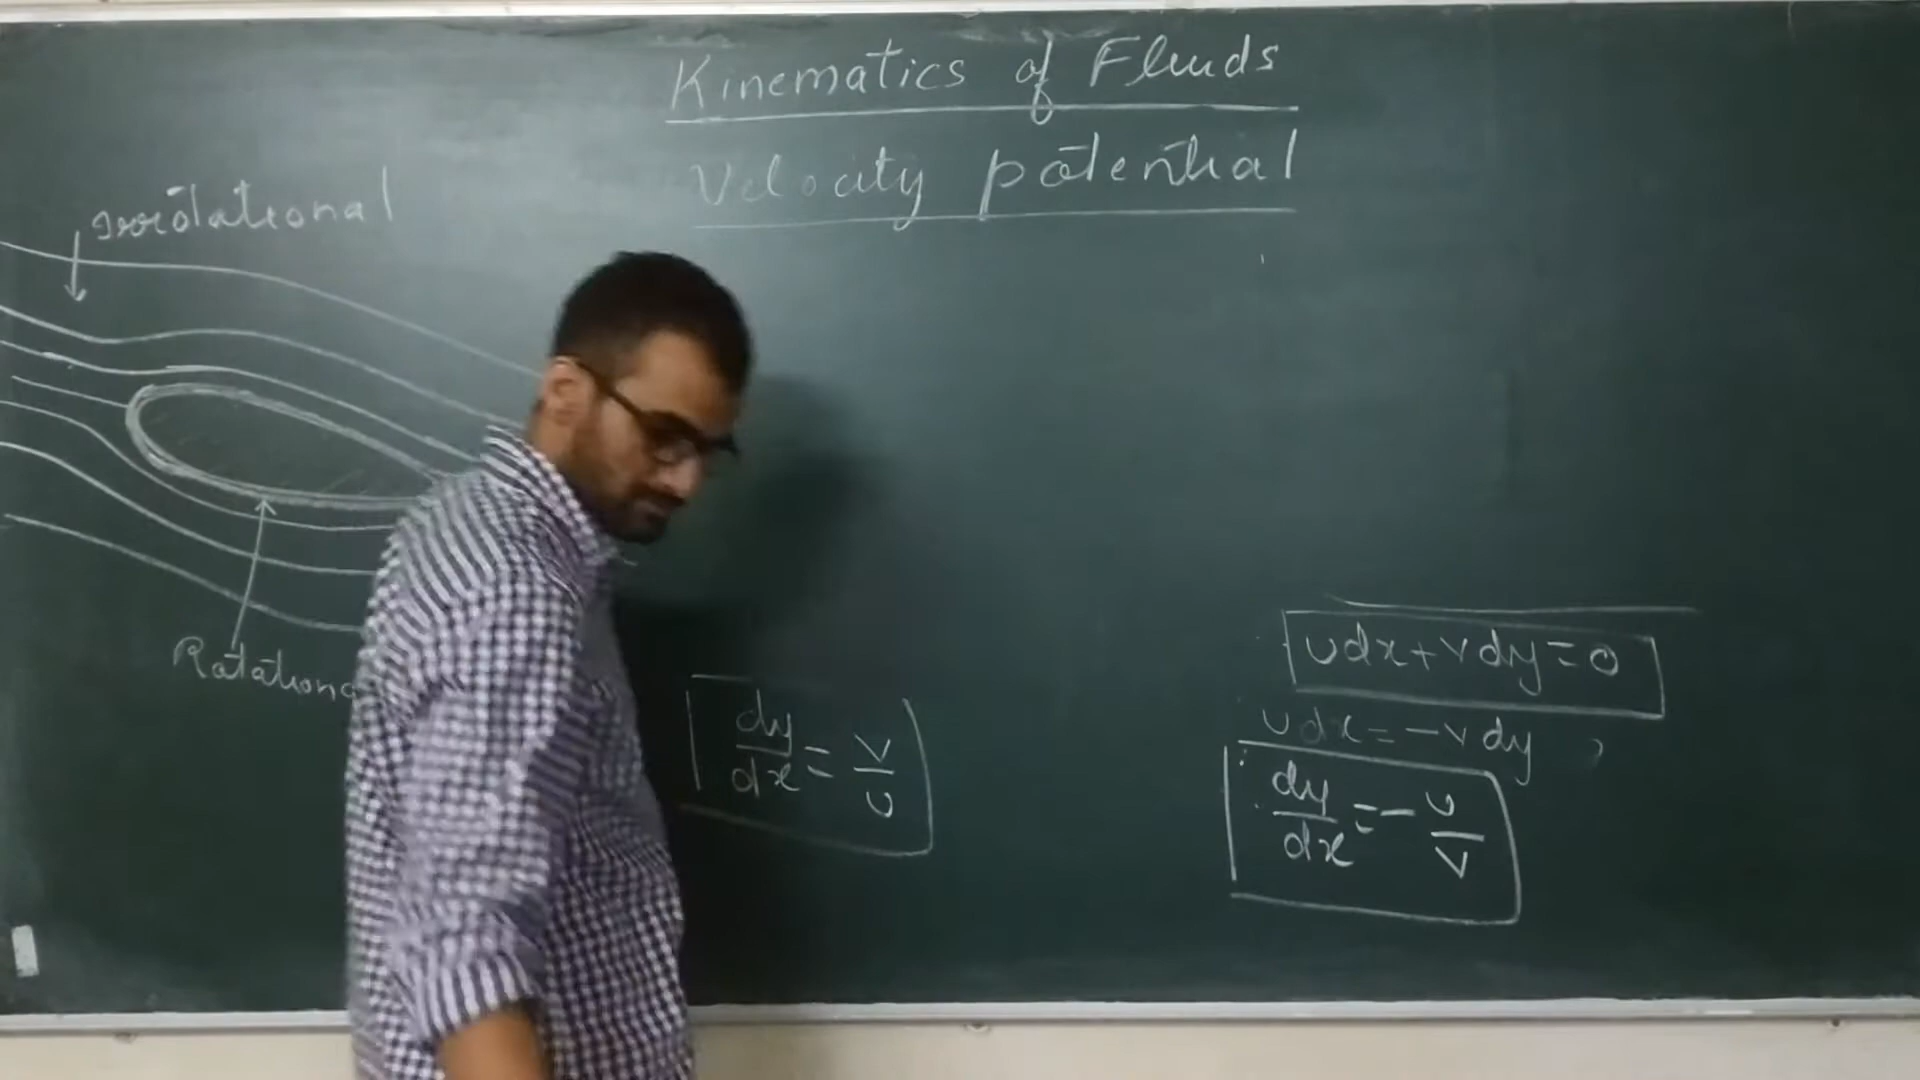 Kinematics of Fluids
Velocity potential
Irrotational
Rotational
dy/dx = v/u
udx+vdy=0
udx=-vdy
dy/dx = -u/v